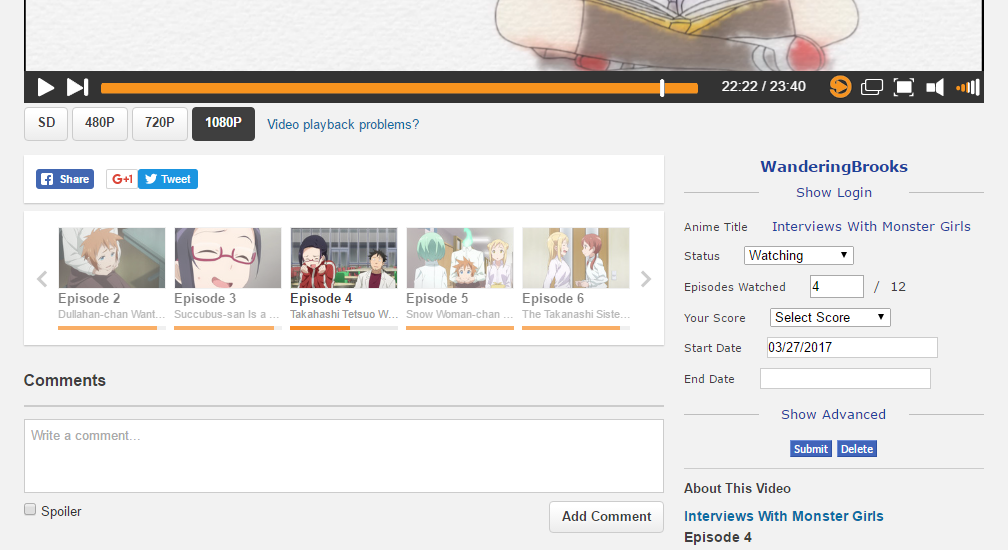 22:22 / 23:40
SD 480P 720P 1080P Video playback problems?
Share G+1 Tweet
Episode 2 Episode 3 Episode 4 Episode 5 Episode 6
Dullahan-chan Want... Succubus-san Is a ... Takahashi Tetsuo W... Snow Woman-chan ... The Takanashi Siste...
Comments
Write a comment...
Spoiler
Add Comment
WanderingBrooks
Show Login
Anime Title Interviews With Monster Girls
Status Watching
Episodes Watched 4 / 12
Your Score Select Score
Start Date 03/27/2017
End Date
Show Advanced
Submit Delete
About This Video
Interviews With Monster Girls
Episode 4